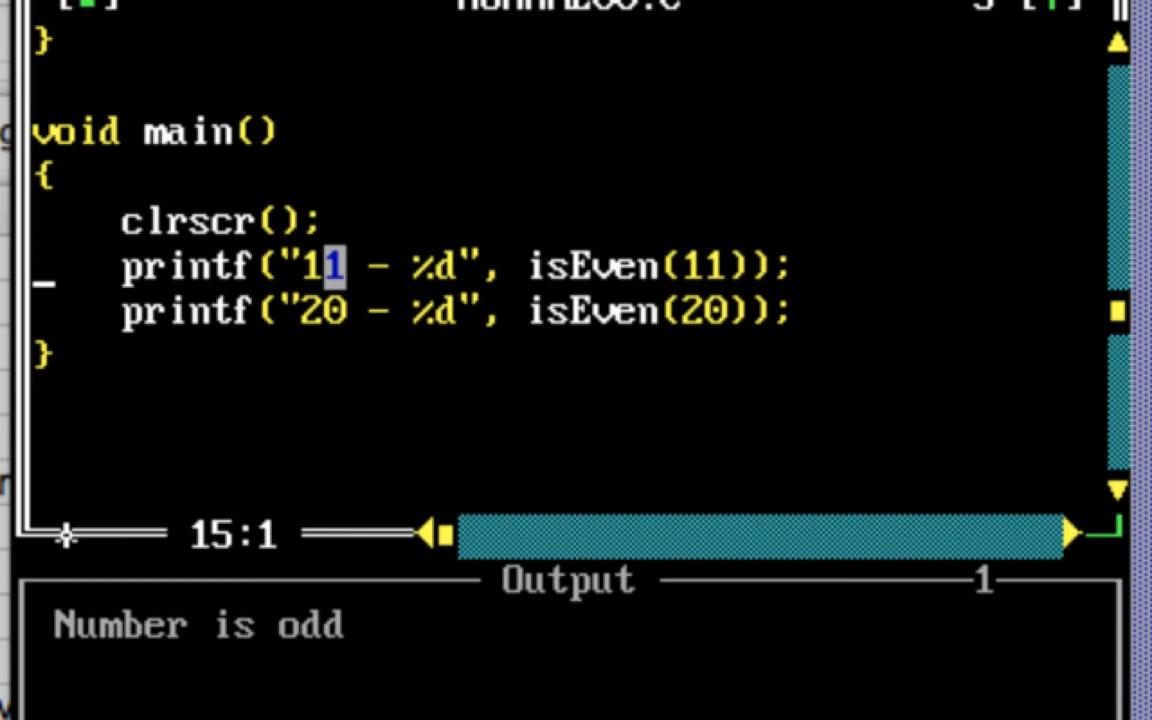 }
void main()
{
clrscr();
printf("11 - %d", isEven(11));
printf("20 - %d", isEven(20));
}
15:1
Output 1
Number is odd